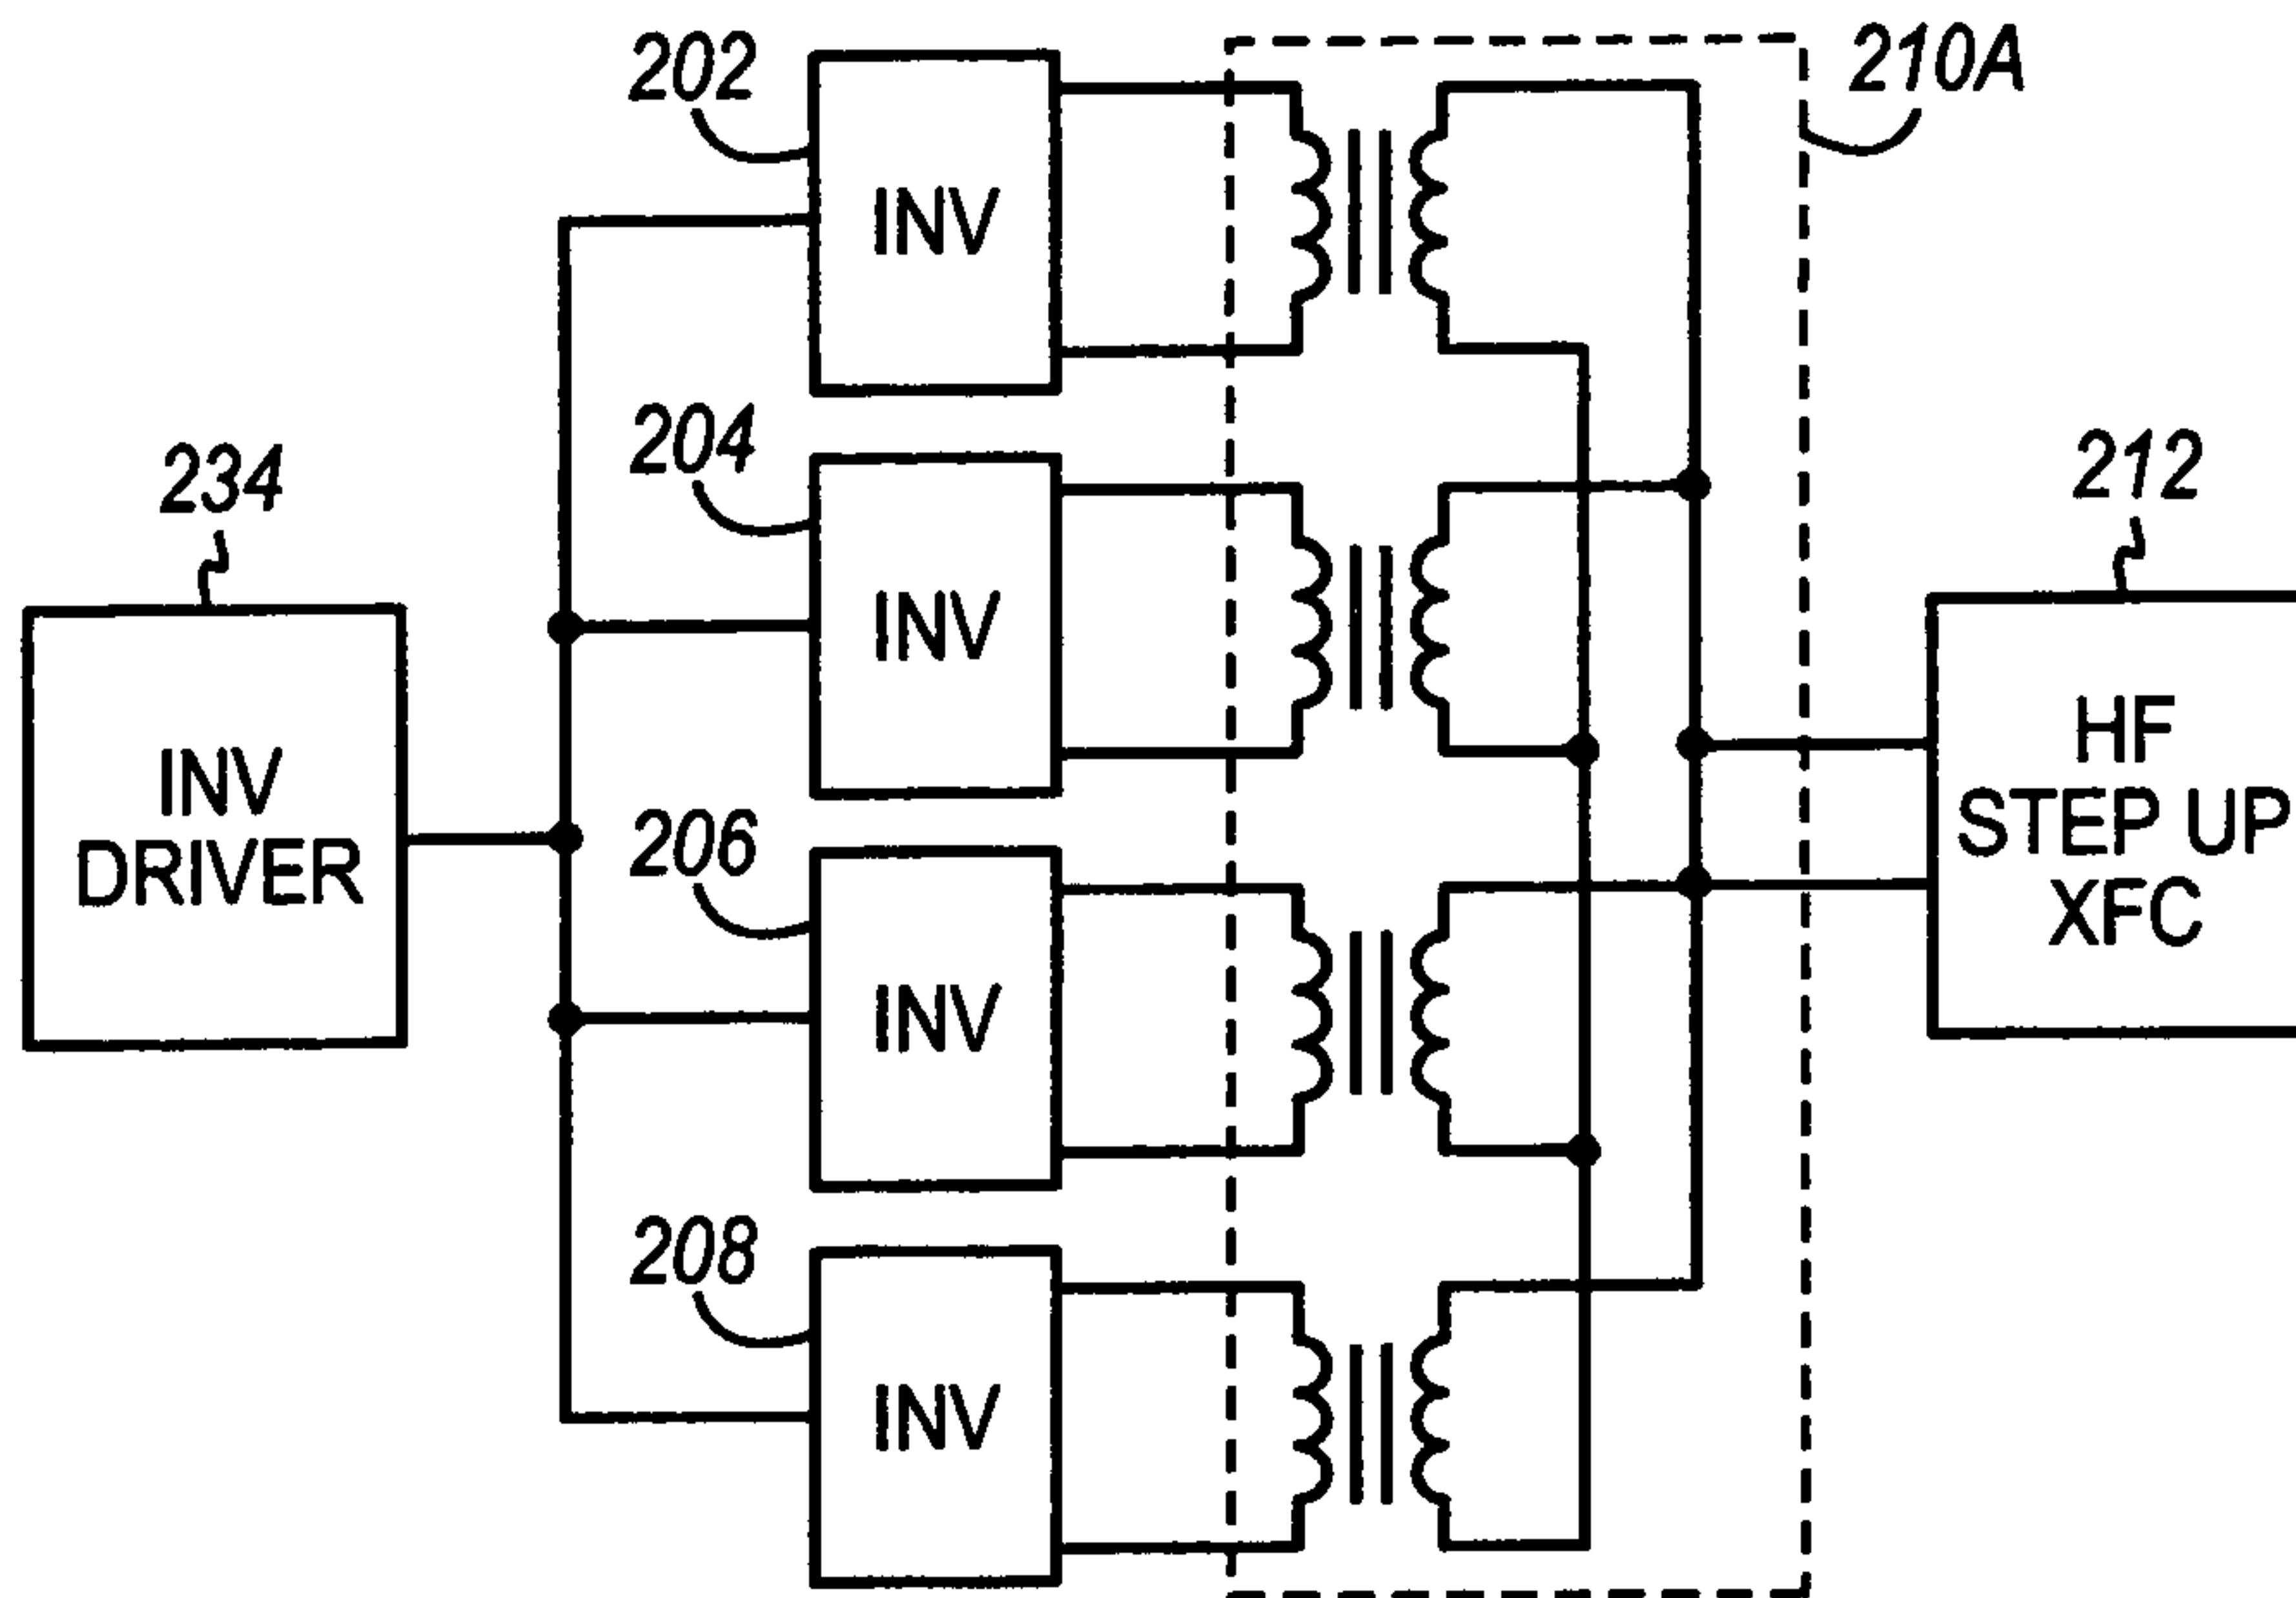 202
210A
INV
204
234
212
INV
INV
DRIVER
HF
STEP UP
XFC
206
INV
208
INV